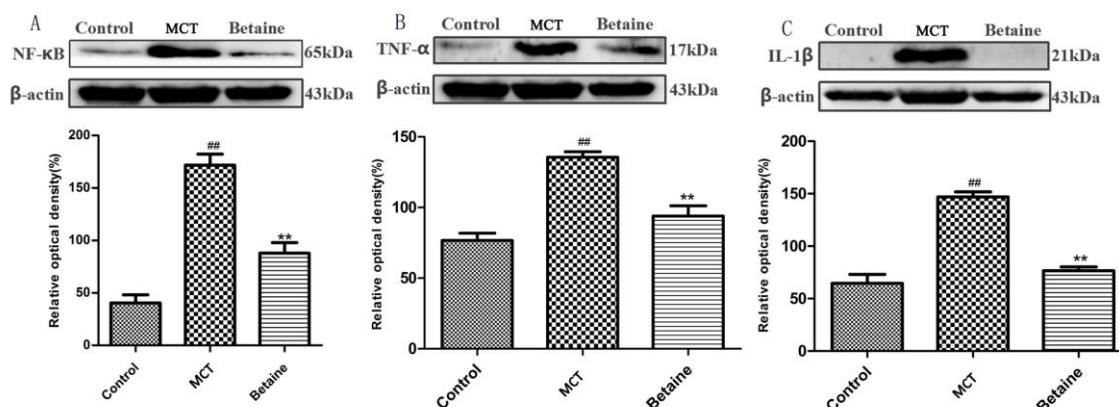 A
Control MCT Betaine
NF-κB 65kDa
β-actin 43kDa
Relative optical density(%)
200
150
100
50
0
##
**
Control MCT Betaine
B
Control MCT Betaine
TNF-α 17kDa
β-actin 43kDa
Relative optical density(%)
150
100
50
0
##
**
Control MCT Betaine
C
Control MCT Betaine
IL-1β 21kDa
β-actin 43kDa
Relative optical density(%)
200
150
100
50
0
##
**
Control MCT Betaine